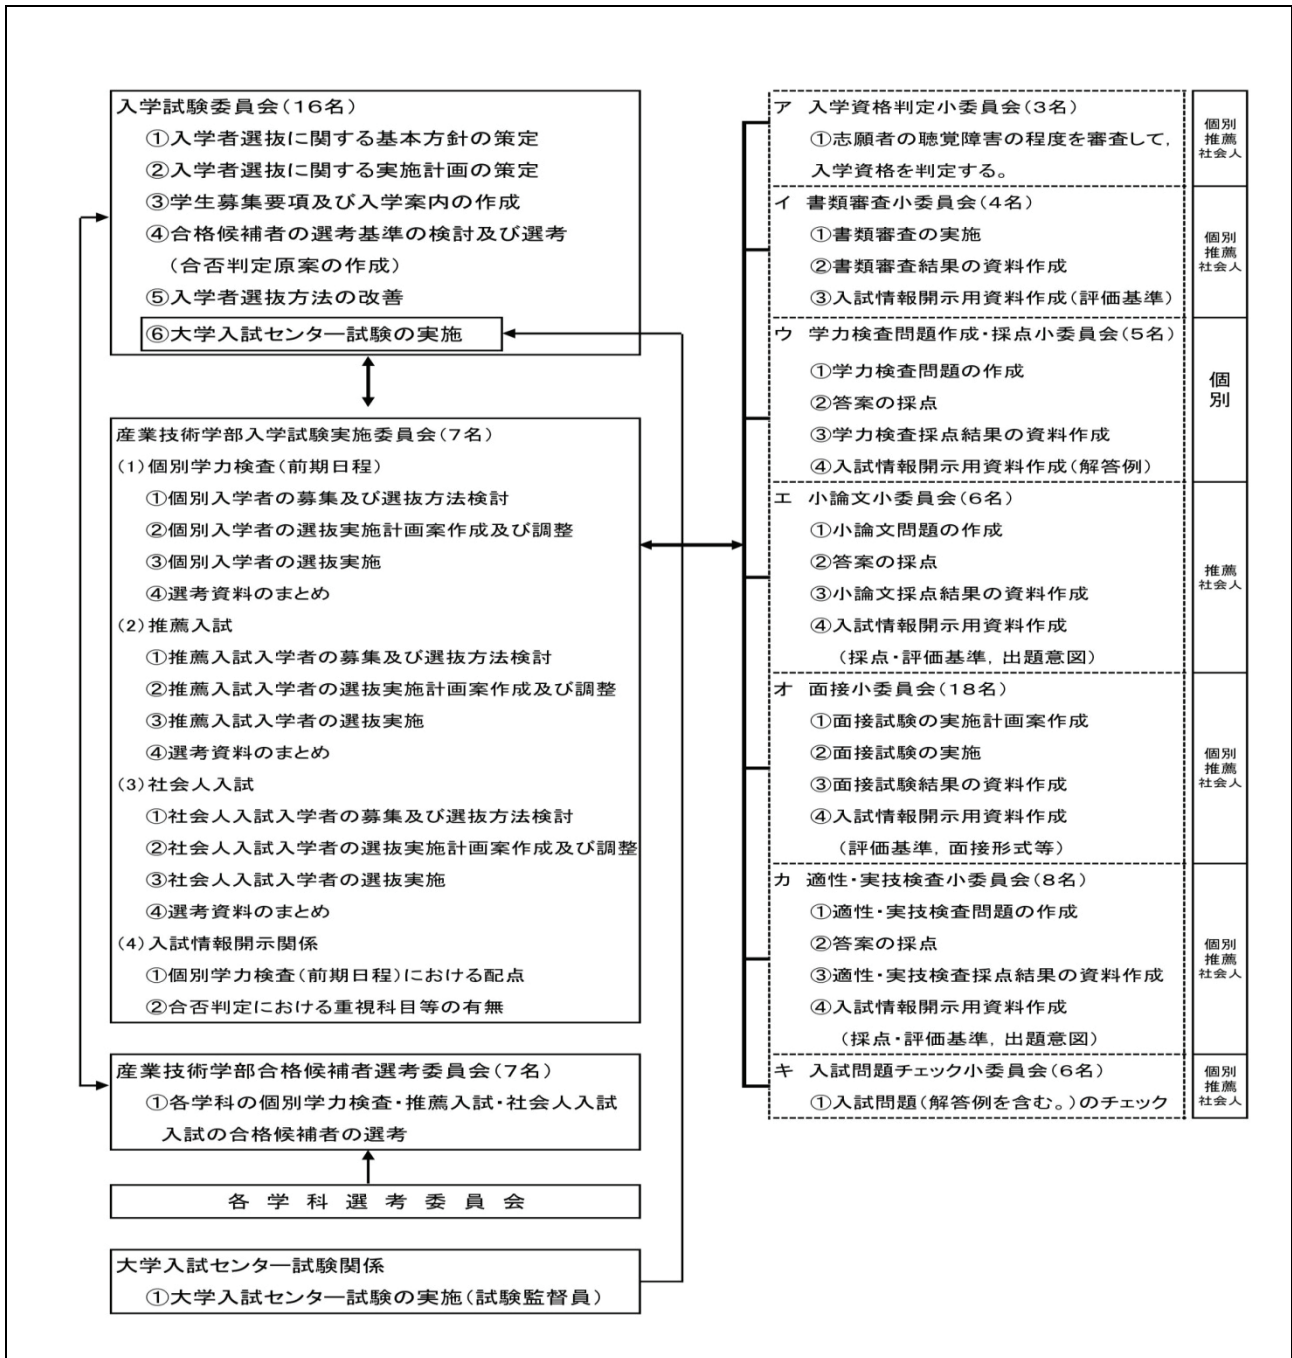 入学試験委員会(16名)
①入学者選抜に関する基本方針の策定
②入学者選抜に関する実施計画の策定
③学生募集要項及び入学案内の作成
④合格候補者の選考基準の検討及び選考
(合否判定原案の作成)
⑤入学者選抜方法の改善
⑥大学入試センター試験の実施
産業技術学部入学試験実施委員会(7名)
(1)個別学力検査(前期日程)
①個別入学者の募集及び選抜方法検討
②個別入学者の選抜実施計画案作成及び調整
③個別入学者の選抜実施
④選考資料のまとめ
(2)推薦入試
①推薦入試入学者の募集及び選抜方法検討
②推薦入試入学者の選抜実施計画案作成及び調整
③推薦入試入学者の選抜実施
④選考資料のまとめ
(3)社会人入試
①社会人入試入学者の募集及び選抜方法検討
②社会人入試入学者の選抜実施計画案作成及び調整
③社会人入試入学者の選抜実施
④選考資料のまとめ
(4)入試情報開示関係
①個別学力検査(前期日程)における配点
②合否判定における重視科目等の有無
産業技術学部合格候補者選考委員会(7名)
①各学科の個別学力検査・推薦入試・社会人入試
入試の合格候補者の選考
各学科選考委員会
大学入試センター試験関係
①大学入試センター試験の実施(試験監督員)
ア 入学資格判定小委員会(3名)
①志願者の聴覚障害の程度を審査して,
入学資格を判定する。
個別
推薦
社会人
イ 書類審査小委員会(4名)
①書類審査の実施
②書類審査結果の資料作成
③入試情報開示用資料作成(評価基準)
個別
推薦
社会人
ウ 学力検査問題作成・採点小委員会(5名)
①学力検査問題の作成
②答案の採点
③学力検査採点結果の資料作成
④入試情報開示用資料作成(解答例)
個
別
エ 小論文小委員会(6名)
①小論文問題の作成
②答案の採点
③小論文採点結果の資料作成
④入試情報開示用資料作成
(採点・評価基準, 出題意図)
推薦
社会人
オ 面接小委員会(18名)
①面接試験の実施計画案作成
②面接試験の実施
③面接試験結果の資料作成
④入試情報開示用資料作成
(評価基準, 面接形式等)
個別
推薦
社会人
カ 適性・実技検査小委員会(8名)
①適性・実技検査問題の作成
②答案の採点
③適性・実技検査採点結果の資料作成
④入試情報開示用資料作成
(採点・評価基準, 出題意図)
個別
推薦
社会人
キ 入試問題チェック小委員会(6名)
①入試問題(解答例を含む。)のチェック
個別
推薦
社会人